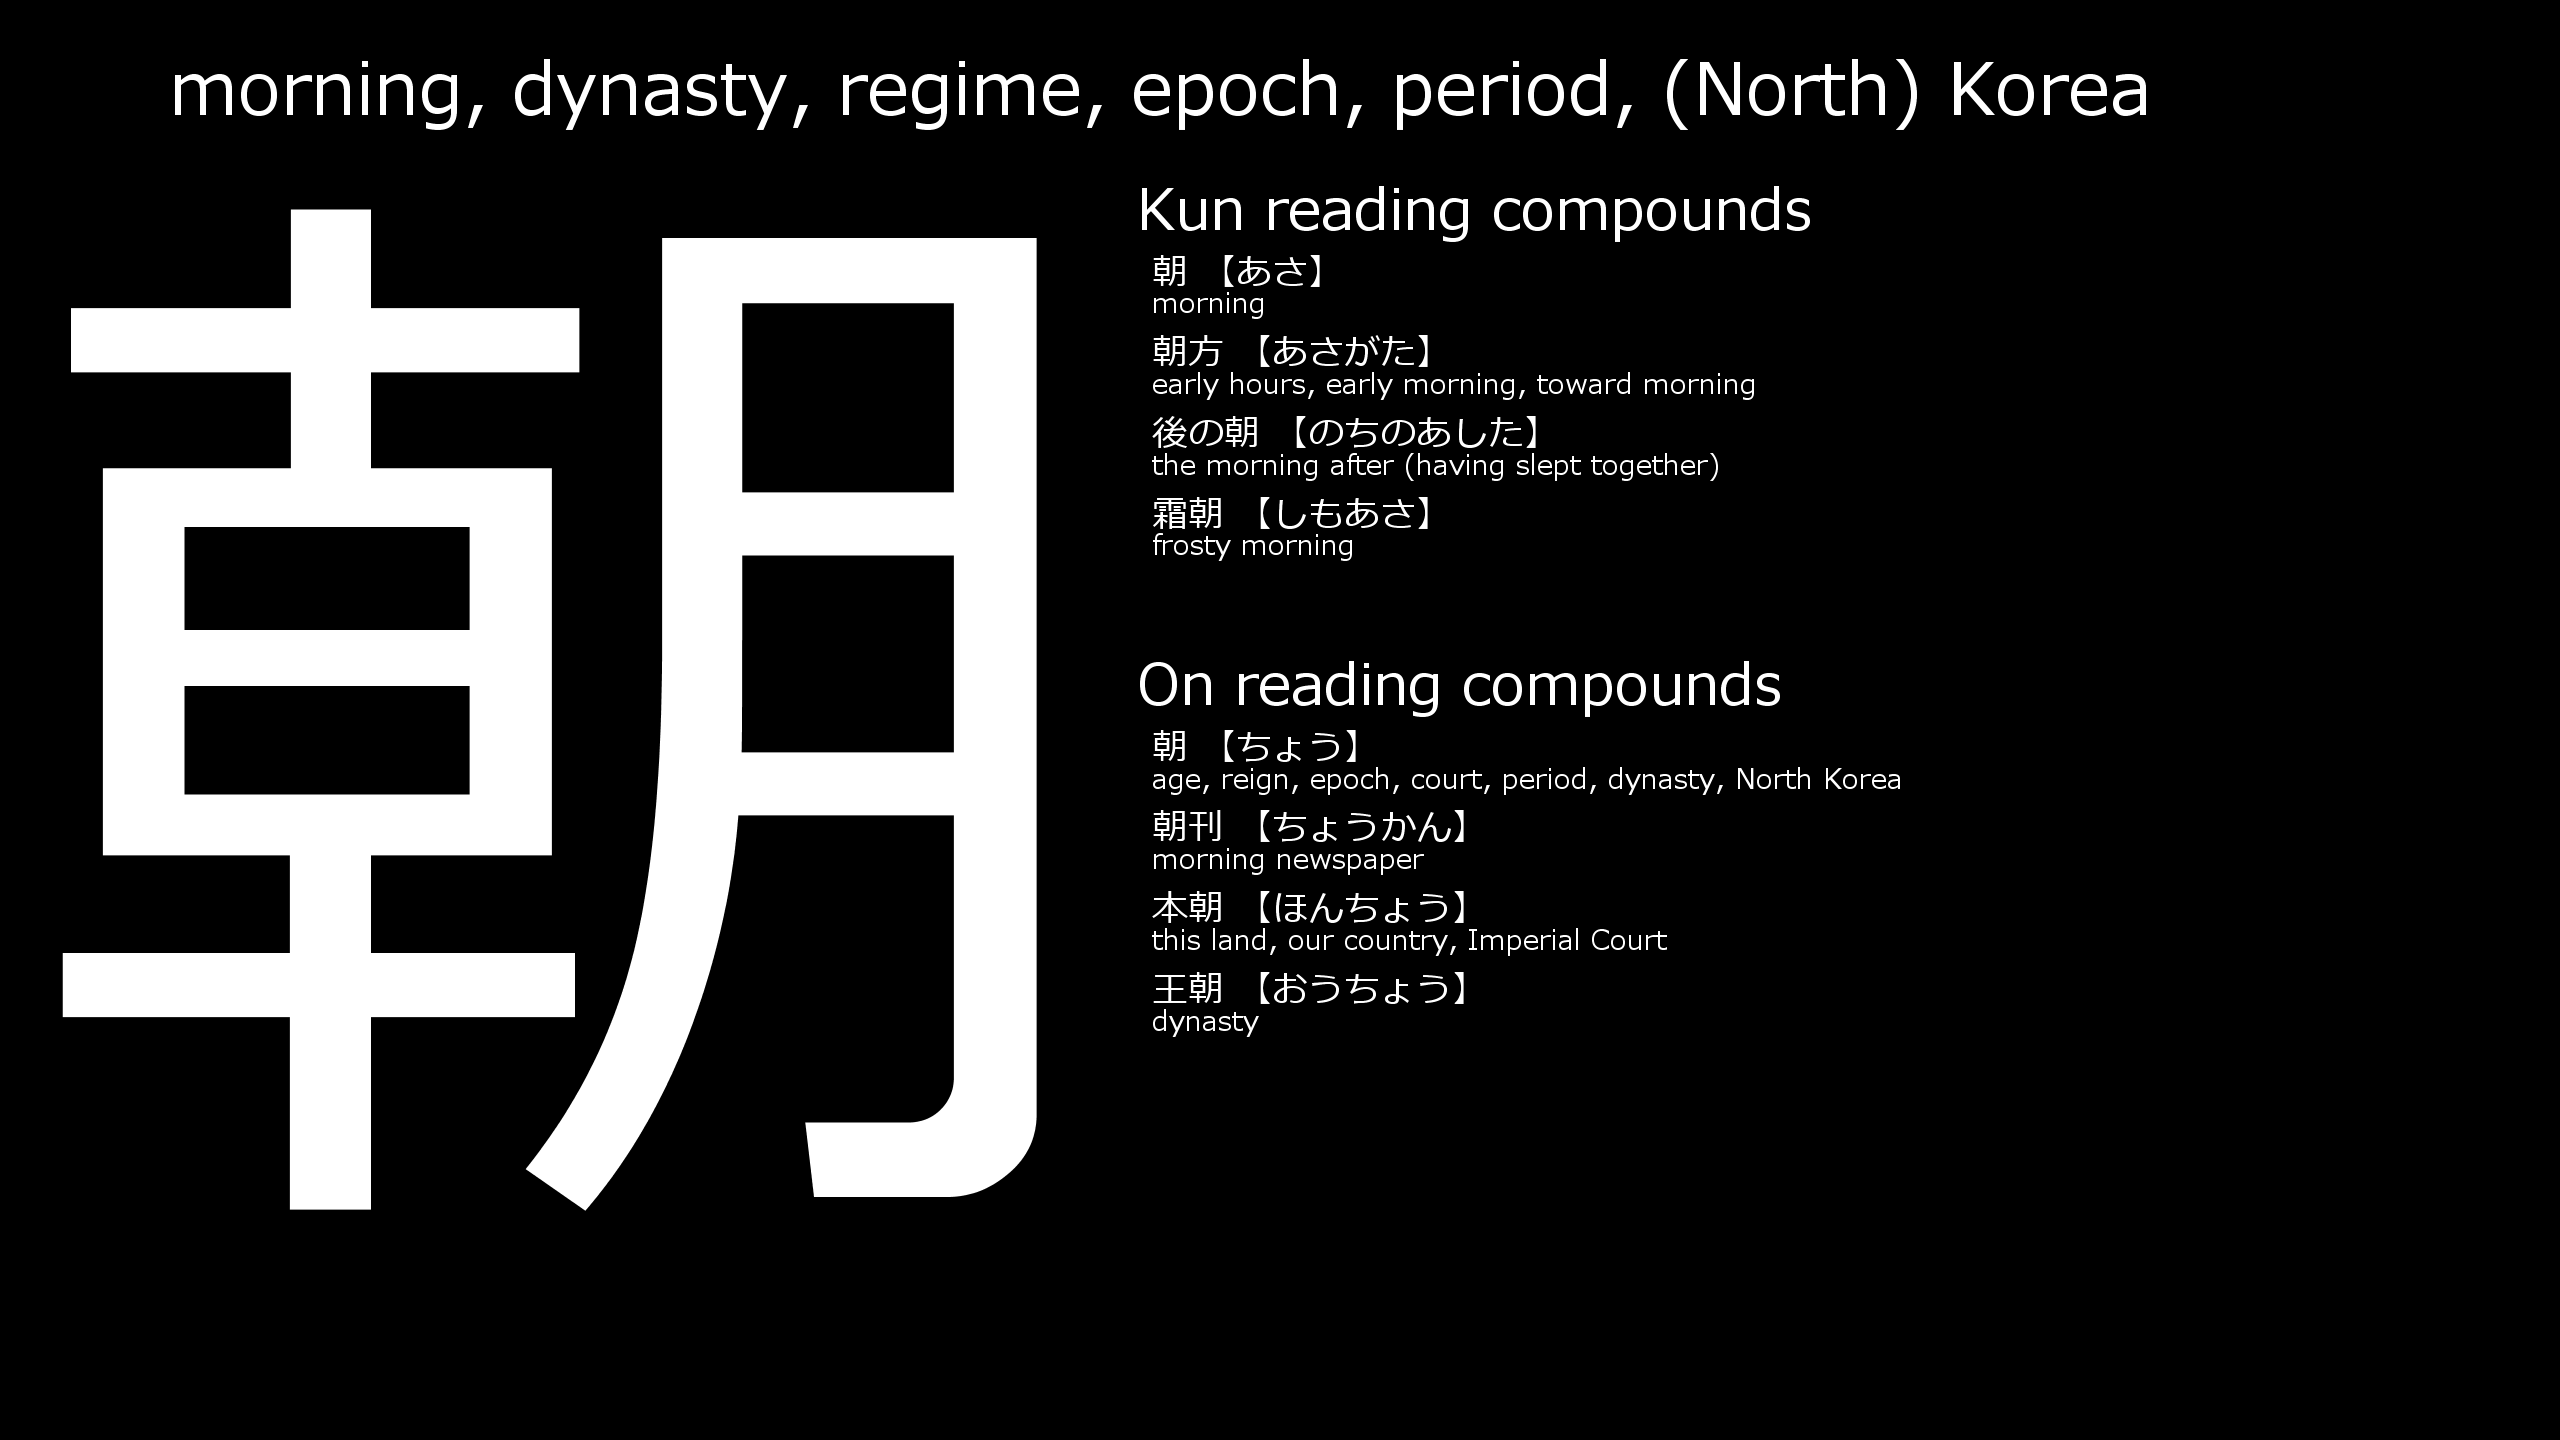 morning, dynasty, regime, epoch, period, (North) Korea
朝
Kun reading compounds
朝 【あさ】
morning
朝方 【あさがた】
early hours, early morning, toward morning
後の朝 【のちのあした】
the morning after (having slept together)
霜朝 【しもあさ】
frosty morning
On reading compounds
朝 【ちょう】
age, reign, epoch, court, period, dynasty, North Korea
朝刊 【ちょうかん】
morning newspaper
本朝 【ほんちょう】
this land, our country, Imperial Court
王朝 【おうちょう】
dynasty